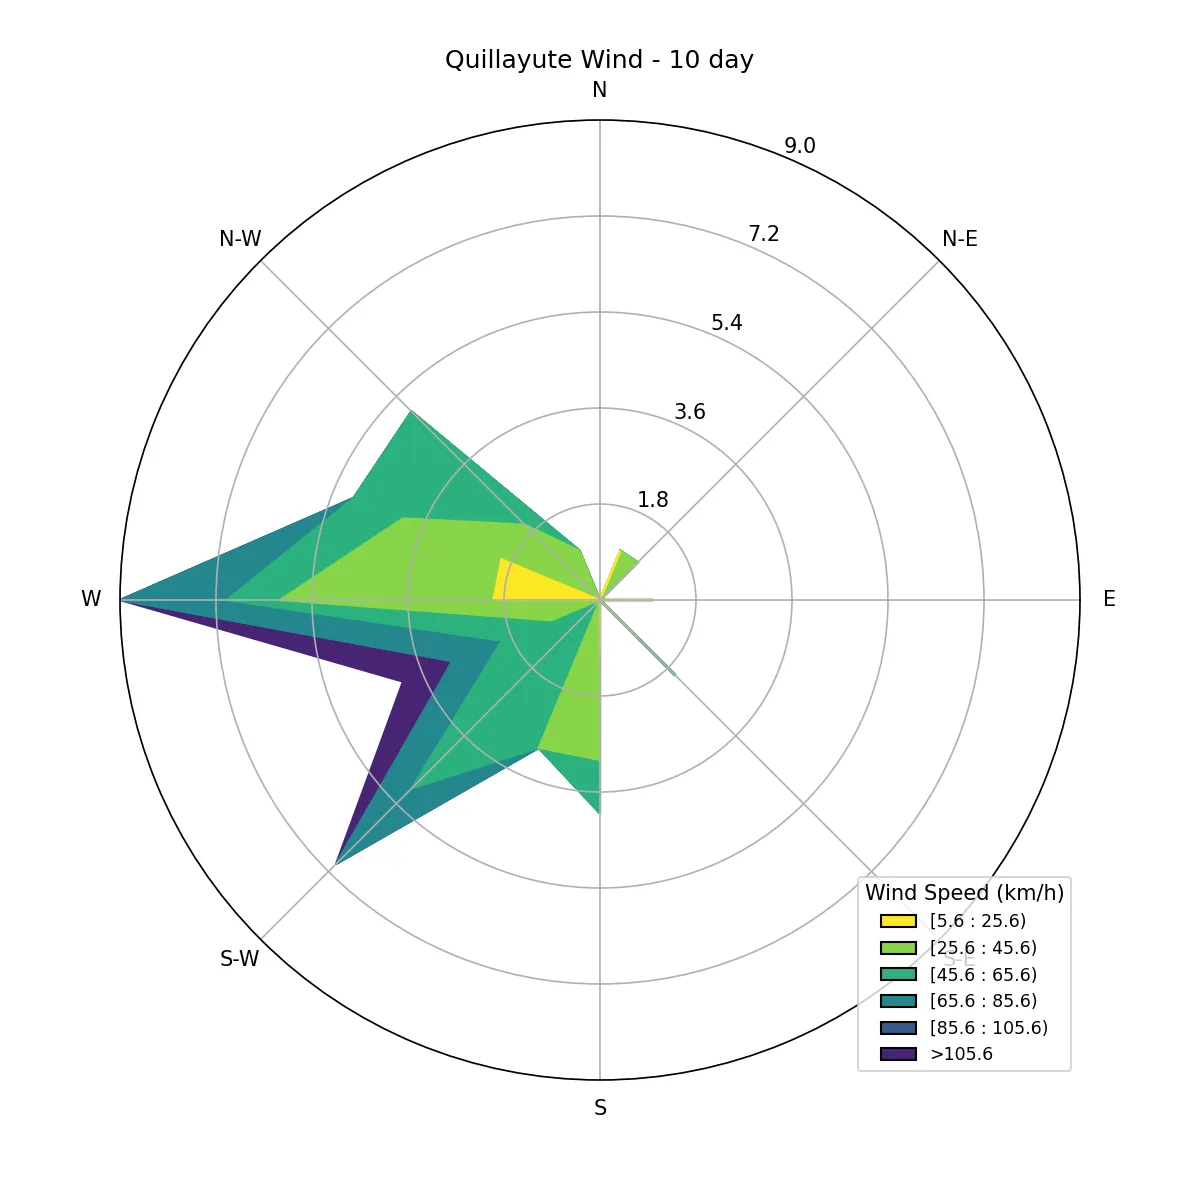 Quillayute Wind - 10 day
N
9.0
N-W
7.2
N-E
5.4
3.6
1.8
W
E
Wind Speed (km/h)
[5.6 : 25.6)
[25.6 : 45.6)
S-W
S-E
[45.6 : 65.6)
[65.6 : 85.6)
[85.6 : 105.6)
>105.6
S